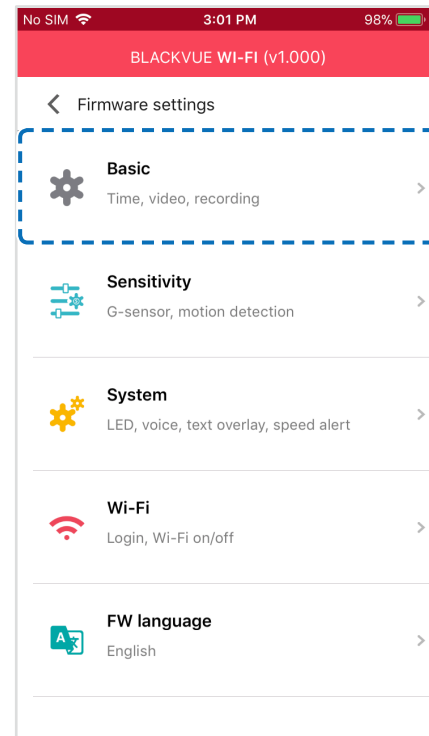 No SIM 3:01 PM 98%
BLACKVUE WI-FI (v1.000)
Firmware settings
Basic
Time, video, recording
Sensitivity
G-sensor, motion detection
System
LED, voice, text overlay, speed alert
Wi-Fi
Login, Wi-Fi on/off
FW language
English